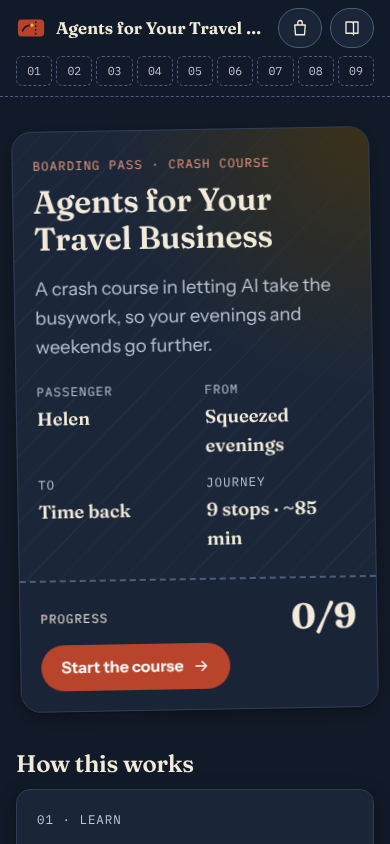 Agents for Your Travel ...
01 02 03 04 05 06 07 08 09
BOARDING PASS · CRASH COURSE
Agents for Your
Travel Business
A crash course in letting AI take the
busywork, so your evenings and
weekends go further.
PASSENGER
Helen
FROM
Squeezed
evenings
TO
Time back
JOURNEY
9 stops · ~85
min
PROGRESS
0/9
Start the course →
How this works
01 · LEARN